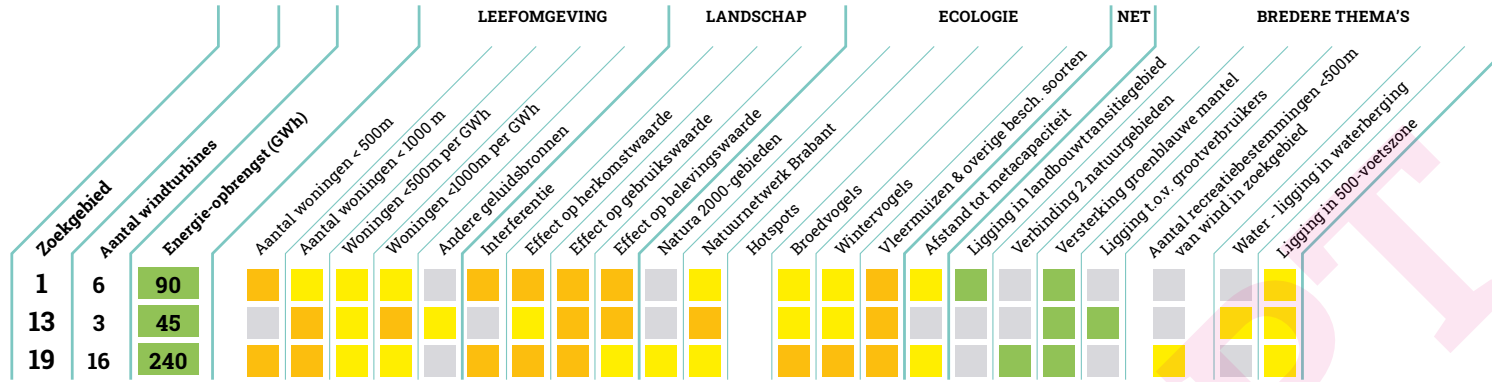 LEEFOMGEVING LANDSCHAP ECOLOGIE NET BREDERE THEMA'S
Zoekgebied
Aantal windturbines
Energie-opbrengst (GWh)
Aantal woningen < 500m
Aantal woningen < 1000 m
Woningen <500m per GWh
Woningen <1000m per GWh
Andere geluidsbronnen
Interferentie
Effect op herkomstwaarde
Effect op gebruikswaarde
Effect op belevingswaarde
Natura 2000-gebieden
Natuurnetwerk Brabant
Hotspots
Broedvogels
Wintervogels
Vleermuizen & overige besch. soorten
Afstand tot metacapaciteit
Ligging in landbouwtransitiegebied
Verbinding 2 natuurgebieden
Versterking groenblauwe mantel
Ligging t.o.v. grootverbruikers
Aantal recreatiebestemmingen <500m
van wind in zoekgebied
Water - ligging in waterberging
Ligging in 500-voetszone
1 6 90
13 3 45
19 16 240